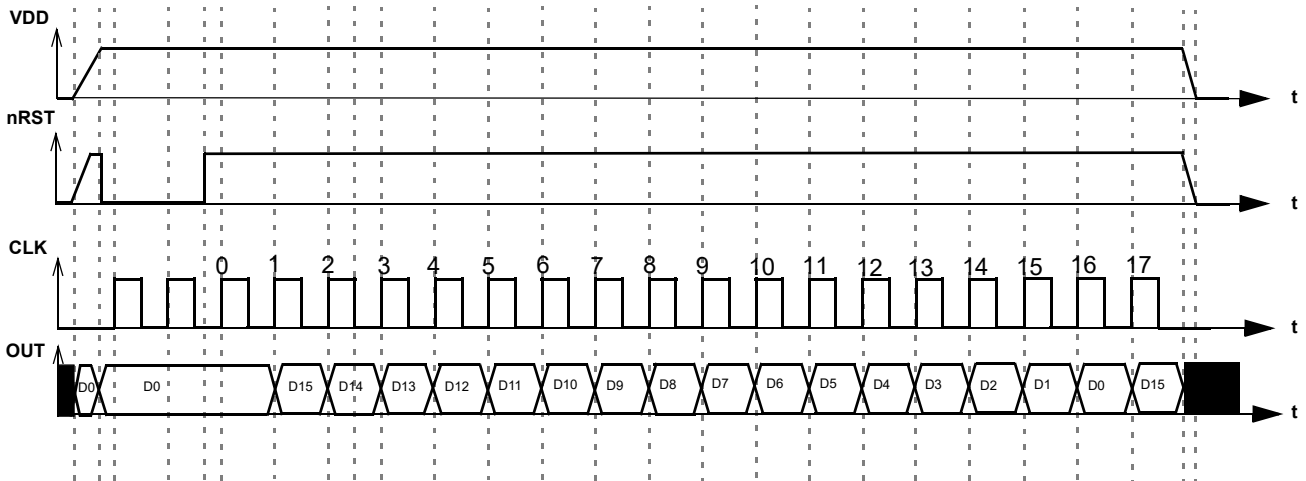 VDD
t
nRST
t
CLK
0 1 2 3 4 5 6 7 8 9 10 11 12 13 14 15 16 17
t
OUT
D0 D0 D15 D14 D13 D12 D11 D10 D9 D8 D7 D6 D5 D4 D3 D2 D1 D0 D15
t